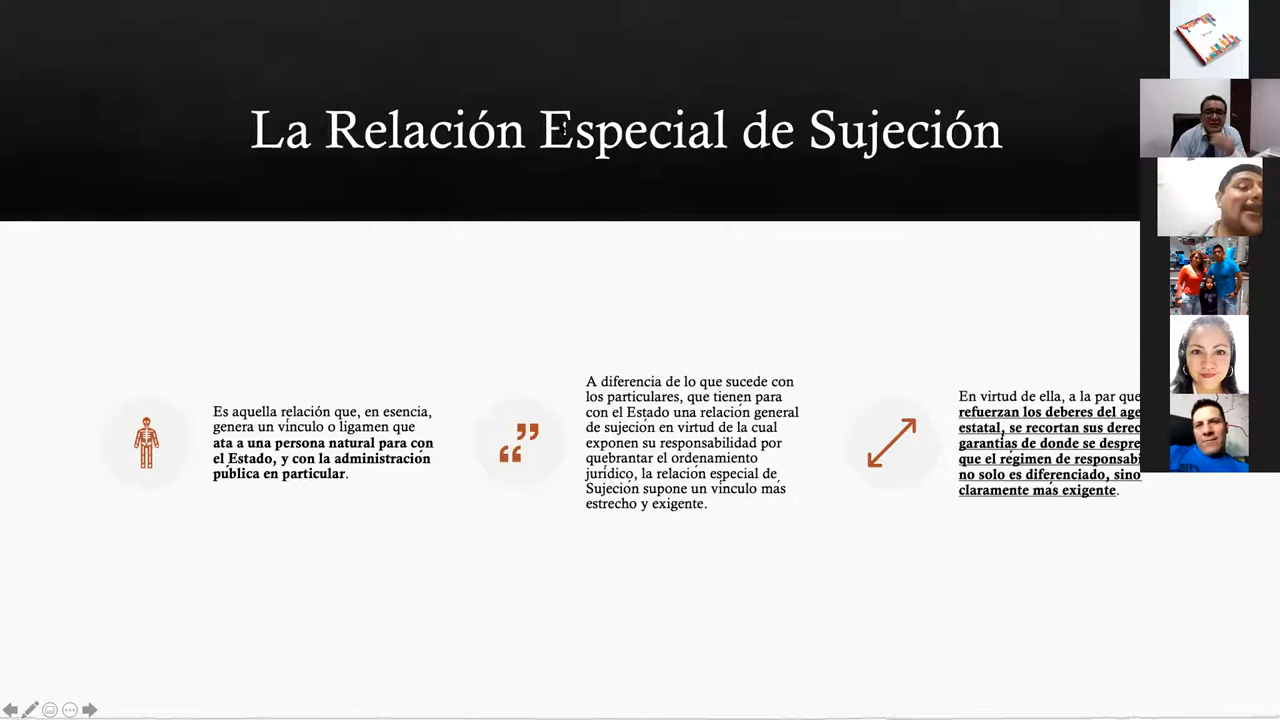 La Relación Especial de Sujeción
Es aquella relación que, en esencia,
genera un vínculo o ligamen que
ata a una persona natural para con
el Estado, y con la administración
pública en particular.
A diferencia de lo que sucede con
los particulares, que tienen para
con el Estado una relación general
de sujeción en virtud de la cual
exponen su responsabilidad por
quebrantar el ordenamiento
jurídico, la relación especial de
Sujeción supone un vínculo más
estrecho y exigente.
En virtud de ella, a la par que
refuerzan los deberes del
estatal, se recortan sus
garantías de donde se
que el régimen de
no solo es diferenciado, sino
claramente más exigente.